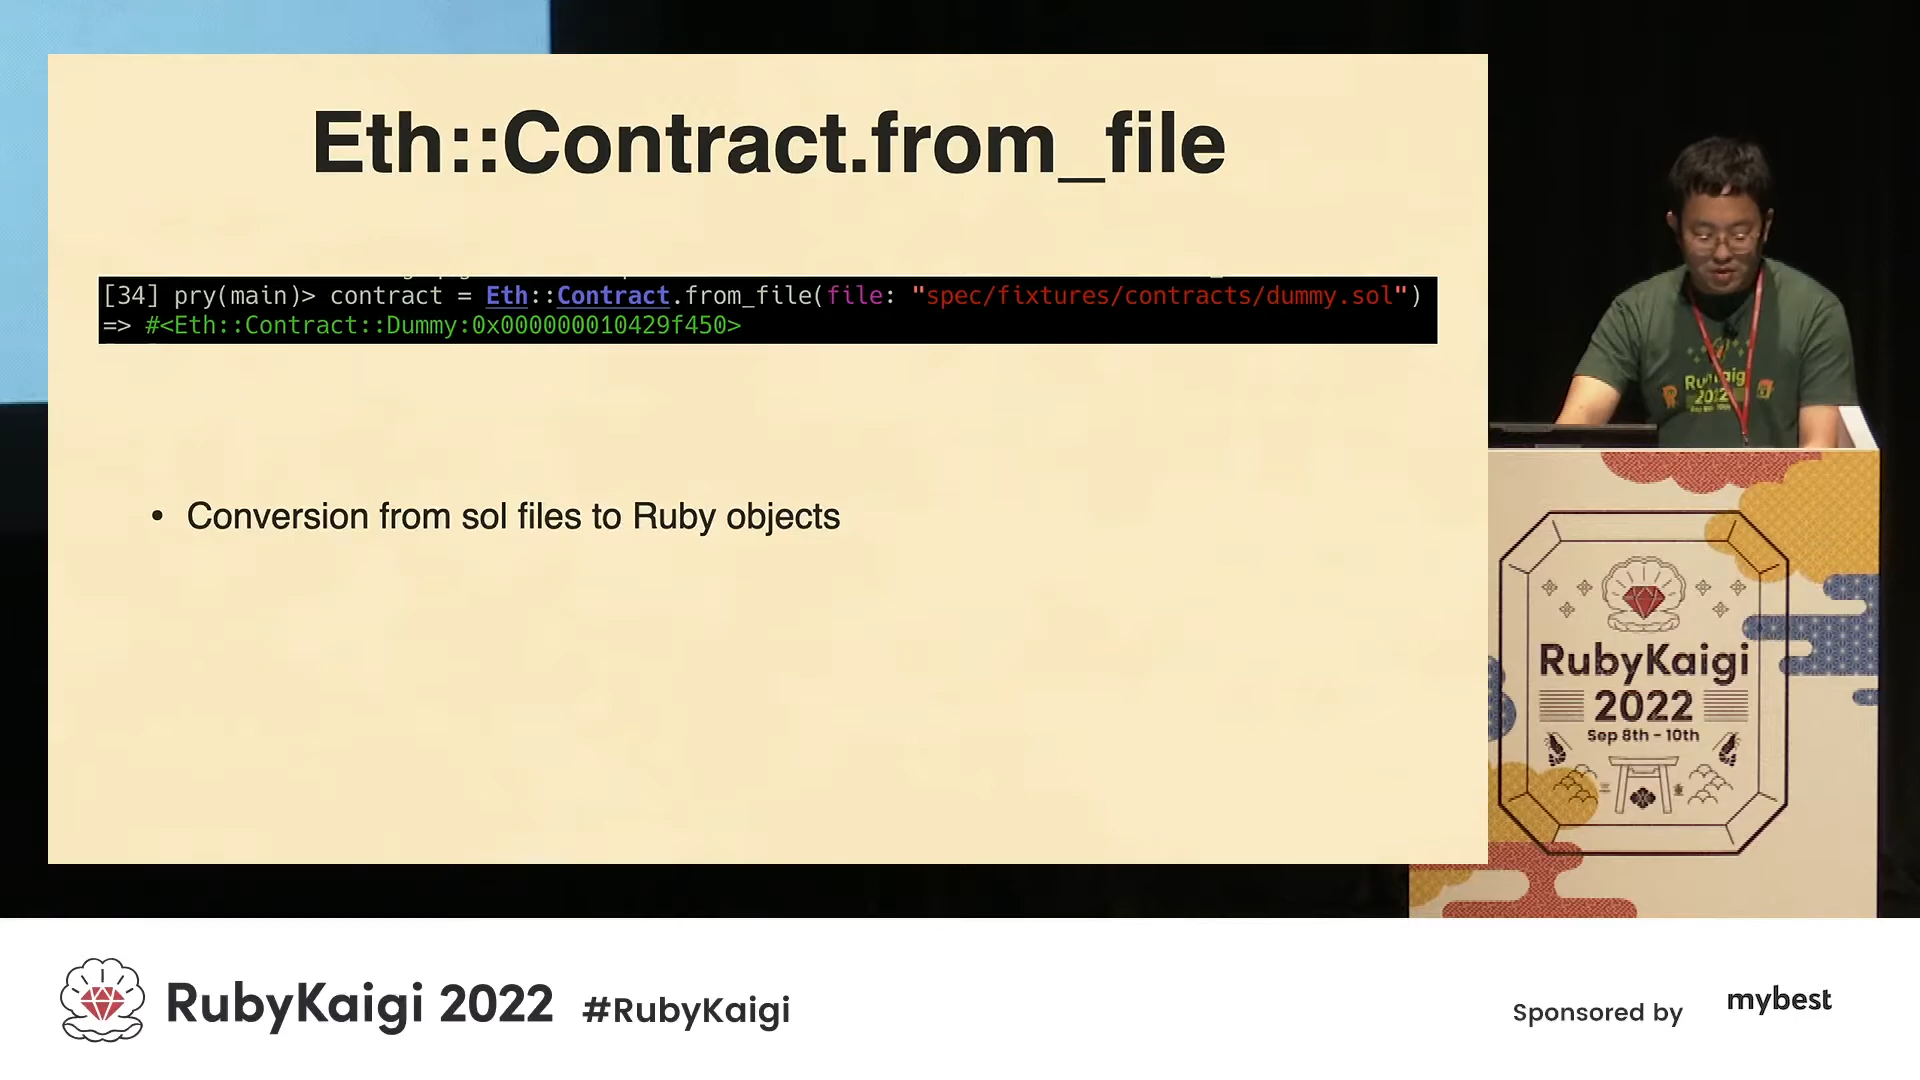 Eth::Contract.from_file
[34] pry(main)> contract = Eth::Contract.from_file(file: "spec/fixtures/contracts/dummy.sol")
=> #<Eth::Contract::Dummy:0x000000010429f450>
• Conversion from sol files to Ruby objects
RubyKaigi
2022
Sep 8th - 10th
RubyKaigi 2022 #RubyKaigi
Sponsored by mybest